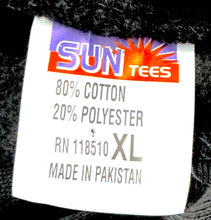 SUN TEES
80% COTTON
20% POLYESTER
RN 118510 XL
MADE IN PAKISTAN